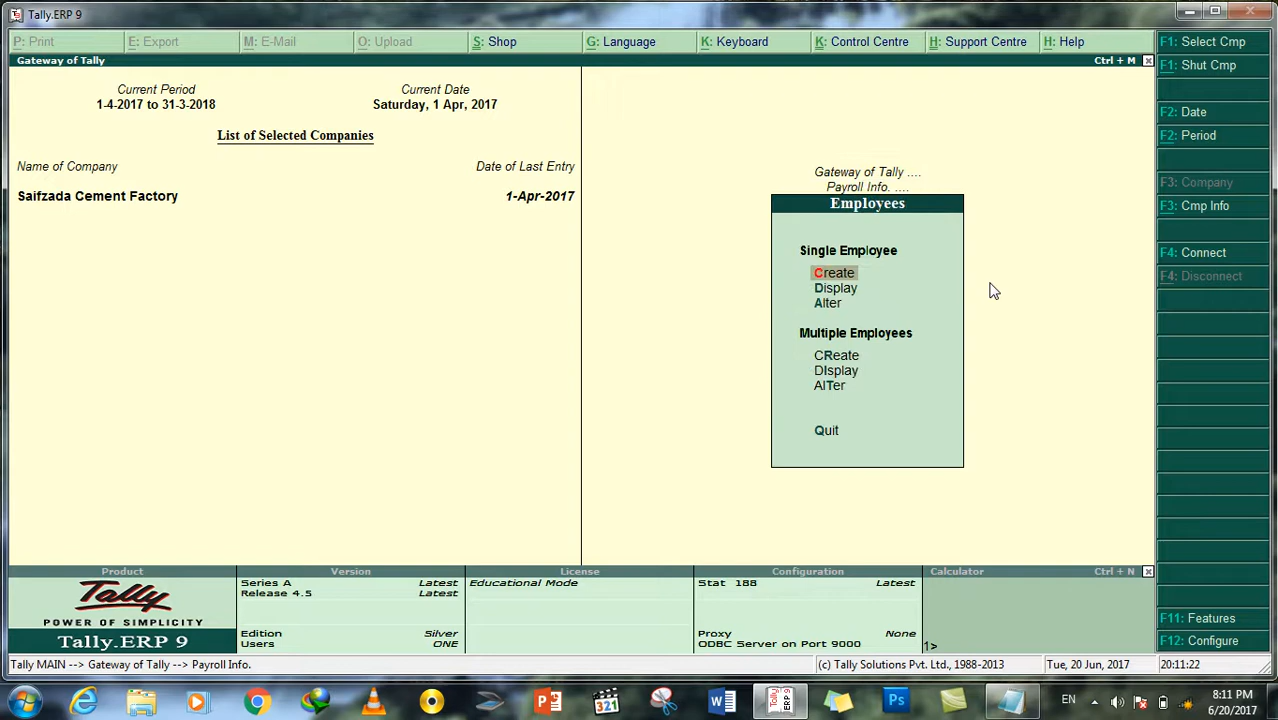 Tally.ERP 9
P: Print E: Export M: E-Mail O: Upload S: Shop G: Language K: Keyboard K: Control Centre H: Support Centre H: Help
Gateway of Tally Ctrl + M
Current Period Current Date
1-4-2017 to 31-3-2018 Saturday, 1 Apr, 2017
List of Selected Companies
Name of Company Date of Last Entry
Saifzada Cement Factory 1-Apr-2017
Gateway of Tally ....
Payroll Info. ....
Employees
Single Employee
Create
Display
Alter
Multiple Employees
CReate
DIsplay
AlTer
Quit
F1: Select Cmp
F1: Shut Cmp
F2: Date
F2: Period
F3: Company
F3: Cmp Info
F4: Connect
F4: Disconnect
F11: Features
F12: Configure
Product
Tally
POWER OF SIMPLICITY
Tally.ERP 9
Version
Series A Latest
Release 4.5 Latest
Edition Silver
Users ONE
License
Educational Mode
Configuration
Stat 188 Latest
Proxy None
ODBC Server on Port 9000
Calculator Ctrl + N
1>
Tally MAIN --> Gateway of Tally --> Payroll Info. (c) Tally Solutions Pvt. Ltd., 1988-2013 Tue, 20 Jun, 2017 20:11:22
321
EN
8:11 PM
6/20/2017